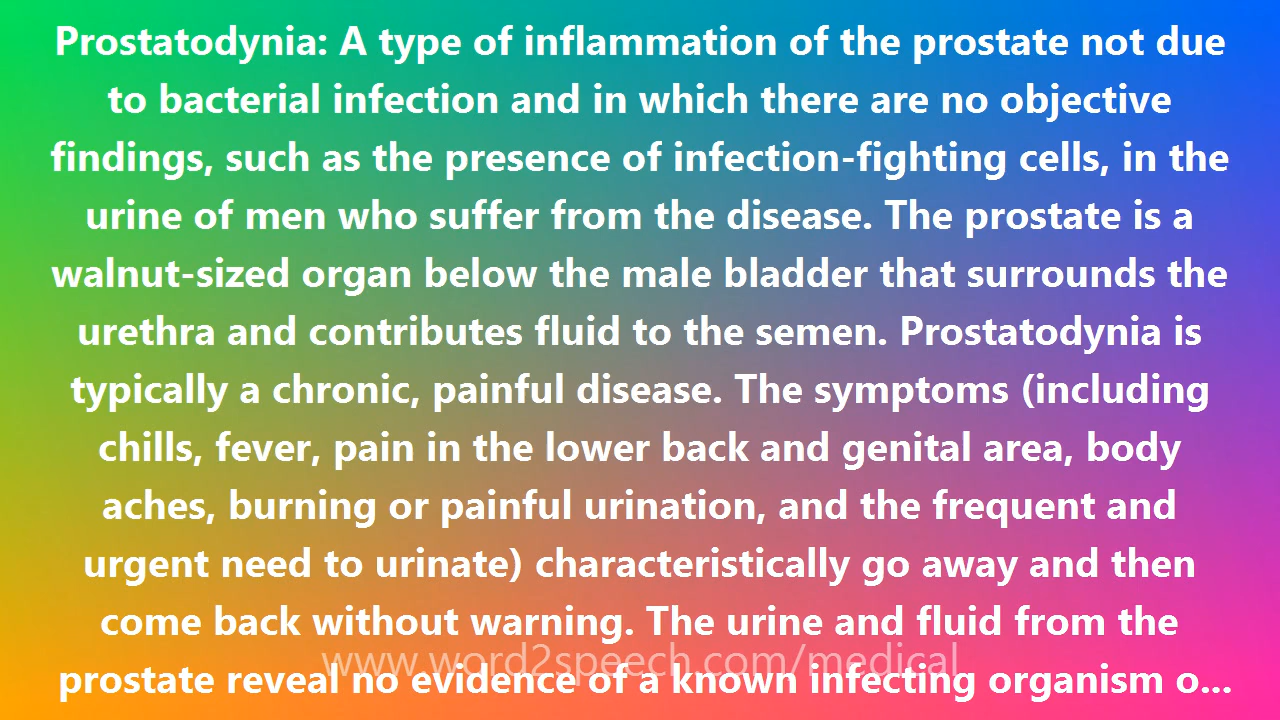 Prostatodynia: A type of inflammation of the prostate not due
to bacterial infection and in which there are no objective
findings, such as the presence of infection-fighting cells, in the
urine of men who suffer from the disease. The prostate is a
walnut-sized organ below the male bladder that surrounds the
urethra and contributes fluid to the semen. Prostatodynia is
typically a chronic, painful disease. The symptoms (including
chills, fever, pain in the lower back and genital area, body
aches, burning or painful urination, and the frequent and
urgent need to urinate) characteristically go away and then
come back without warning. The urine and fluid from the
www.word2speech.com/medical
prostate reveal no evidence of a known infecting organism o...